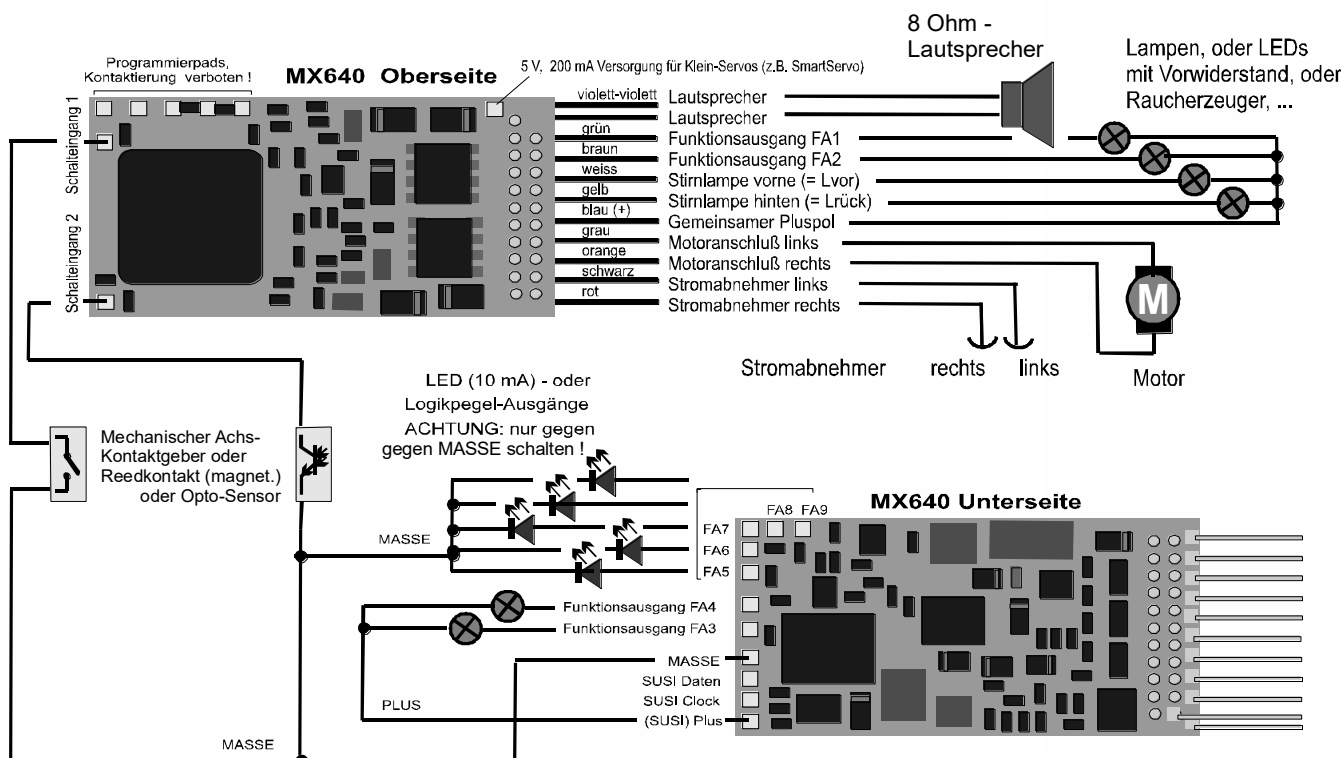 8 Ohm -
Lautsprecher
Lampen, oder LEDs
mit Vorwiderstand, oder
Raucherzeuger, ...
Programmierpads,
Kontaktierung verboten !
MX640 Oberseite
5 V, 200 mA Versorgung für Klein-Servos (z.B. SmartServo)
Schalteingang 1
Schalteingang 2
violett-violett Lautsprecher
Lautsprecher
grün Funktionsausgang FA1
braun Funktionsausgang FA2
weiss Stirnlampe vorne (= Lvor)
gelb Stirnlampe hinten (= Lrück)
blau (+) Gemeinsamer Pluspol
grau Motoranschluß links
orange Motoranschluß rechts
schwarz Stromabnehmer links
rot Stromabnehmer rechts
M
Stromabnehmer rechts links
Motor
LED (10 mA) - oder
Logikpegel-Ausgänge
ACHTUNG: nur gegen
gegen MASSE schalten !
Mechanischer Achs-
Kontaktgeber oder
Reedkontakt (magnet.)
oder Opto-Sensor
MX640 Unterseite
FA8 FA9
FA7
FA6
FA5
MASSE
Funktionsausgang FA4
Funktionsausgang FA3
MASSE
SUSI Daten
SUSI Clock
(SUSI) Plus
PLUS
MASSE